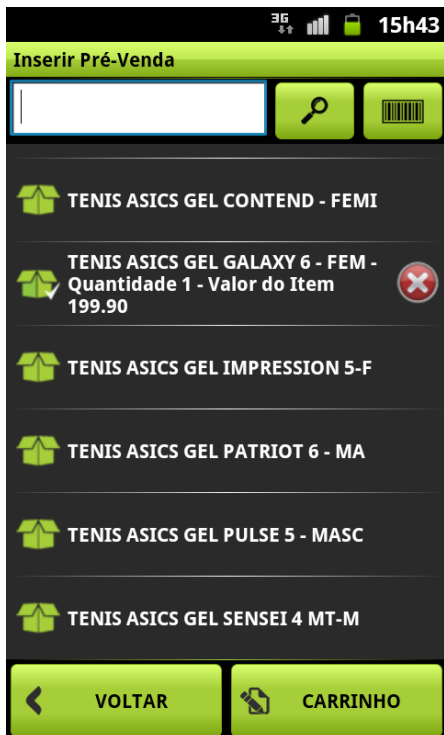 3G 15h43
Inserir Pré-Venda
TENIS ASICS GEL CONTEND - FEMI
TENIS ASICS GEL GALAXY 6 - FEM -
Quantidade 1 - Valor do Item
199.90
TENIS ASICS GEL IMPRESSION 5-F
TENIS ASICS GEL PATRIOT 6 - MA
TENIS ASICS GEL PULSE 5 - MASC
TENIS ASICS GEL SENSEI 4 MT-M
VOLTAR CARRINHO